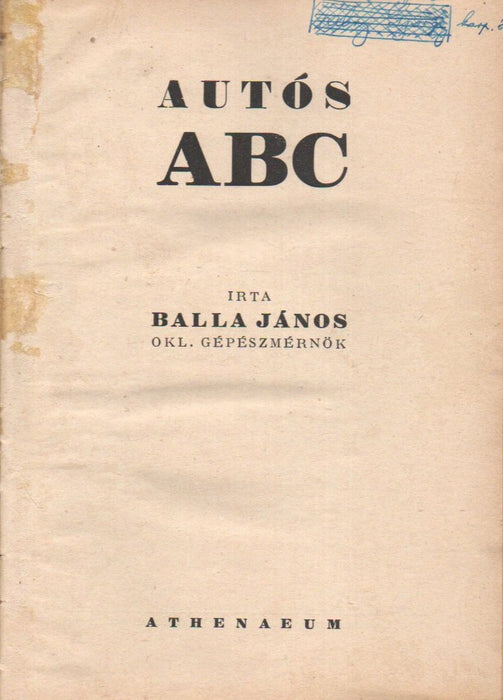 AUTÓS
ABC
IRTA
BALLA JÁNOS
OKL. GÉPÉSZMÉRNÖK
ATHENAEUM